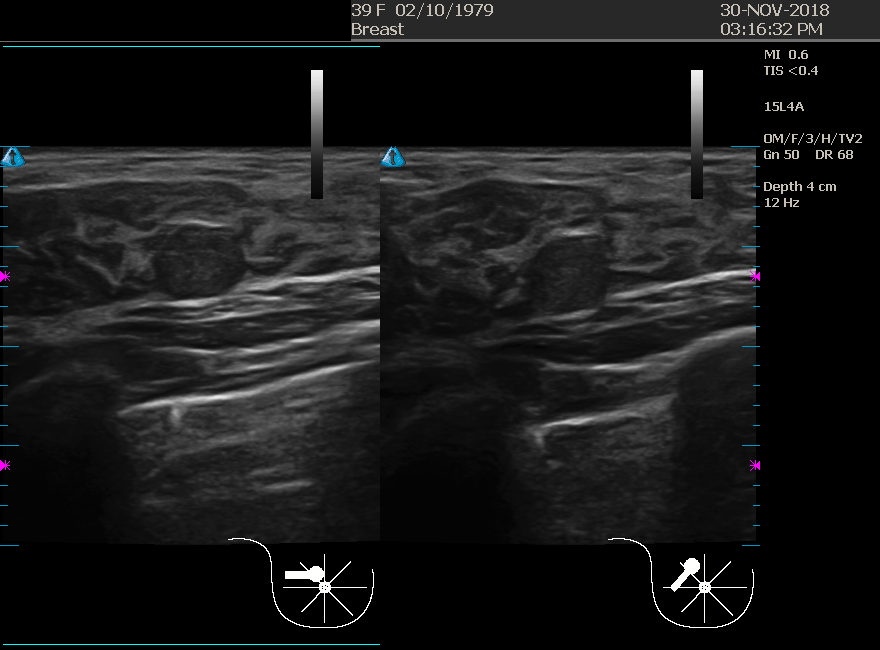 39 F 02/10/1979
Breast
30-NOV-2018
03:16:32 PM
MI 0.6
TIS <0.4
15L4A
OM/F/3/H/TV2
Gn 50 DR 68
Depth 4 cm
12 Hz